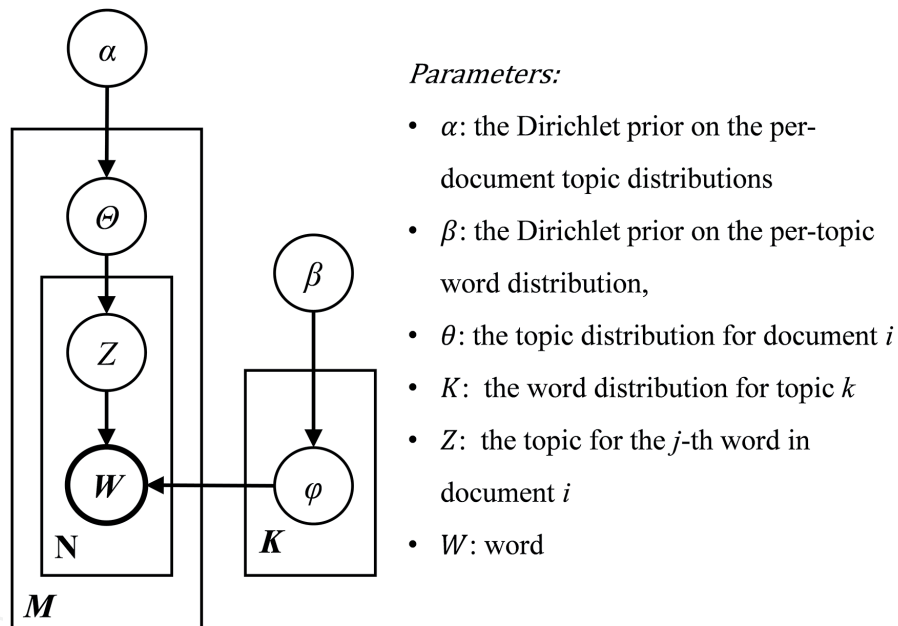 α
Θ
Z
W
N
M
β
φ
K
Parameters:
• α: the Dirichlet prior on the per-
document topic distributions
• β: the Dirichlet prior on the per-topic
word distribution,
• θ: the topic distribution for document i
• K: the word distribution for topic k
• Z: the topic for the j-th word in
document i
• W: word